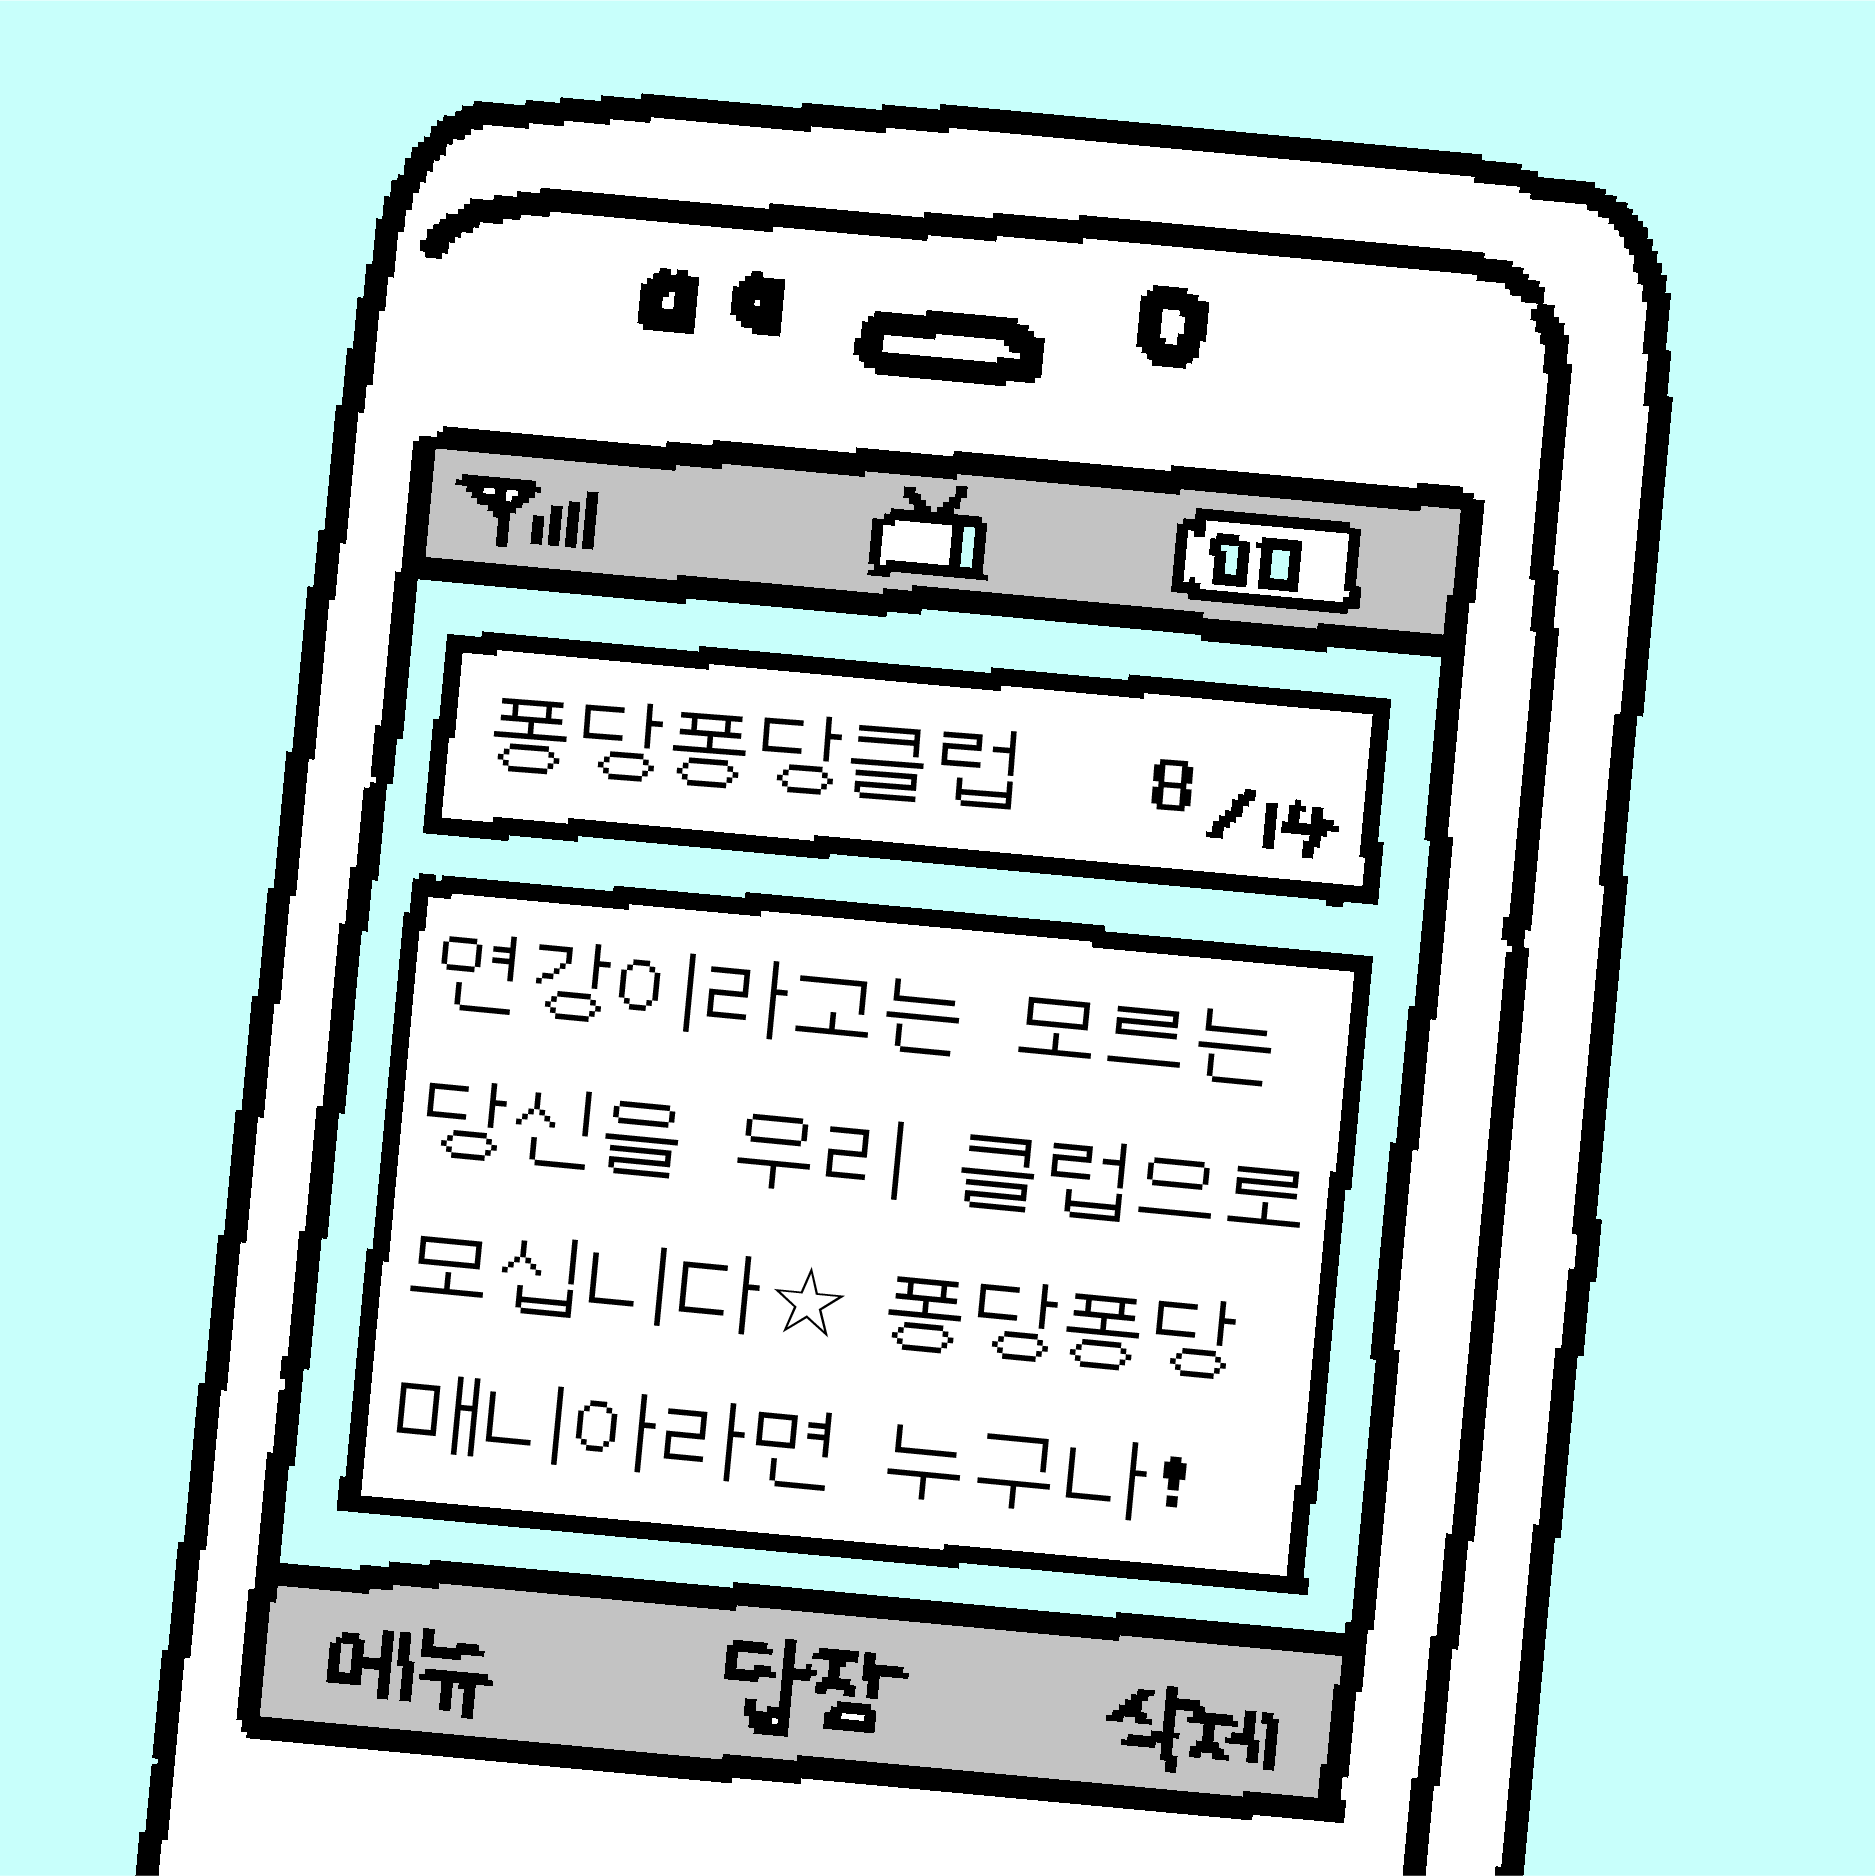 퐁당퐁당클럽 8/14
연강이라고는 모르는
당신을 우리 클럽으로
모십니다☆ 퐁당퐁당
매니아라면 누구나!
메뉴 답장 삭제